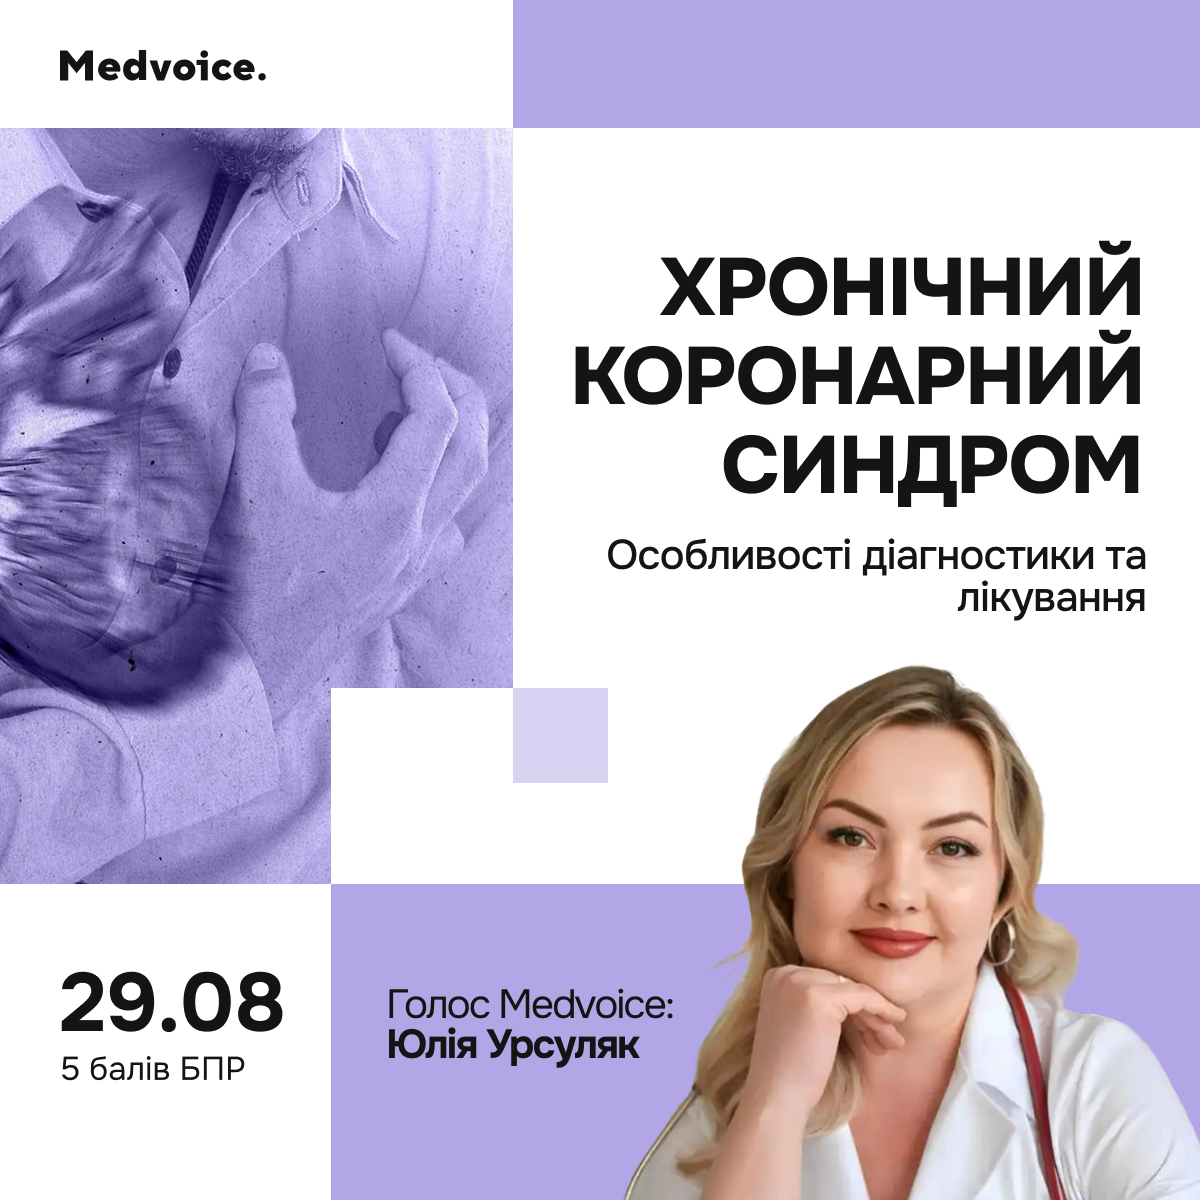 Medvoice.
ХРОНІЧНИЙ
КОРОНАРНИЙ
СИНДРОМ
Особливості діагностики та
лікування
29.08
5 балів БПР
Голос Medvoice:
Юлія Урсуляк